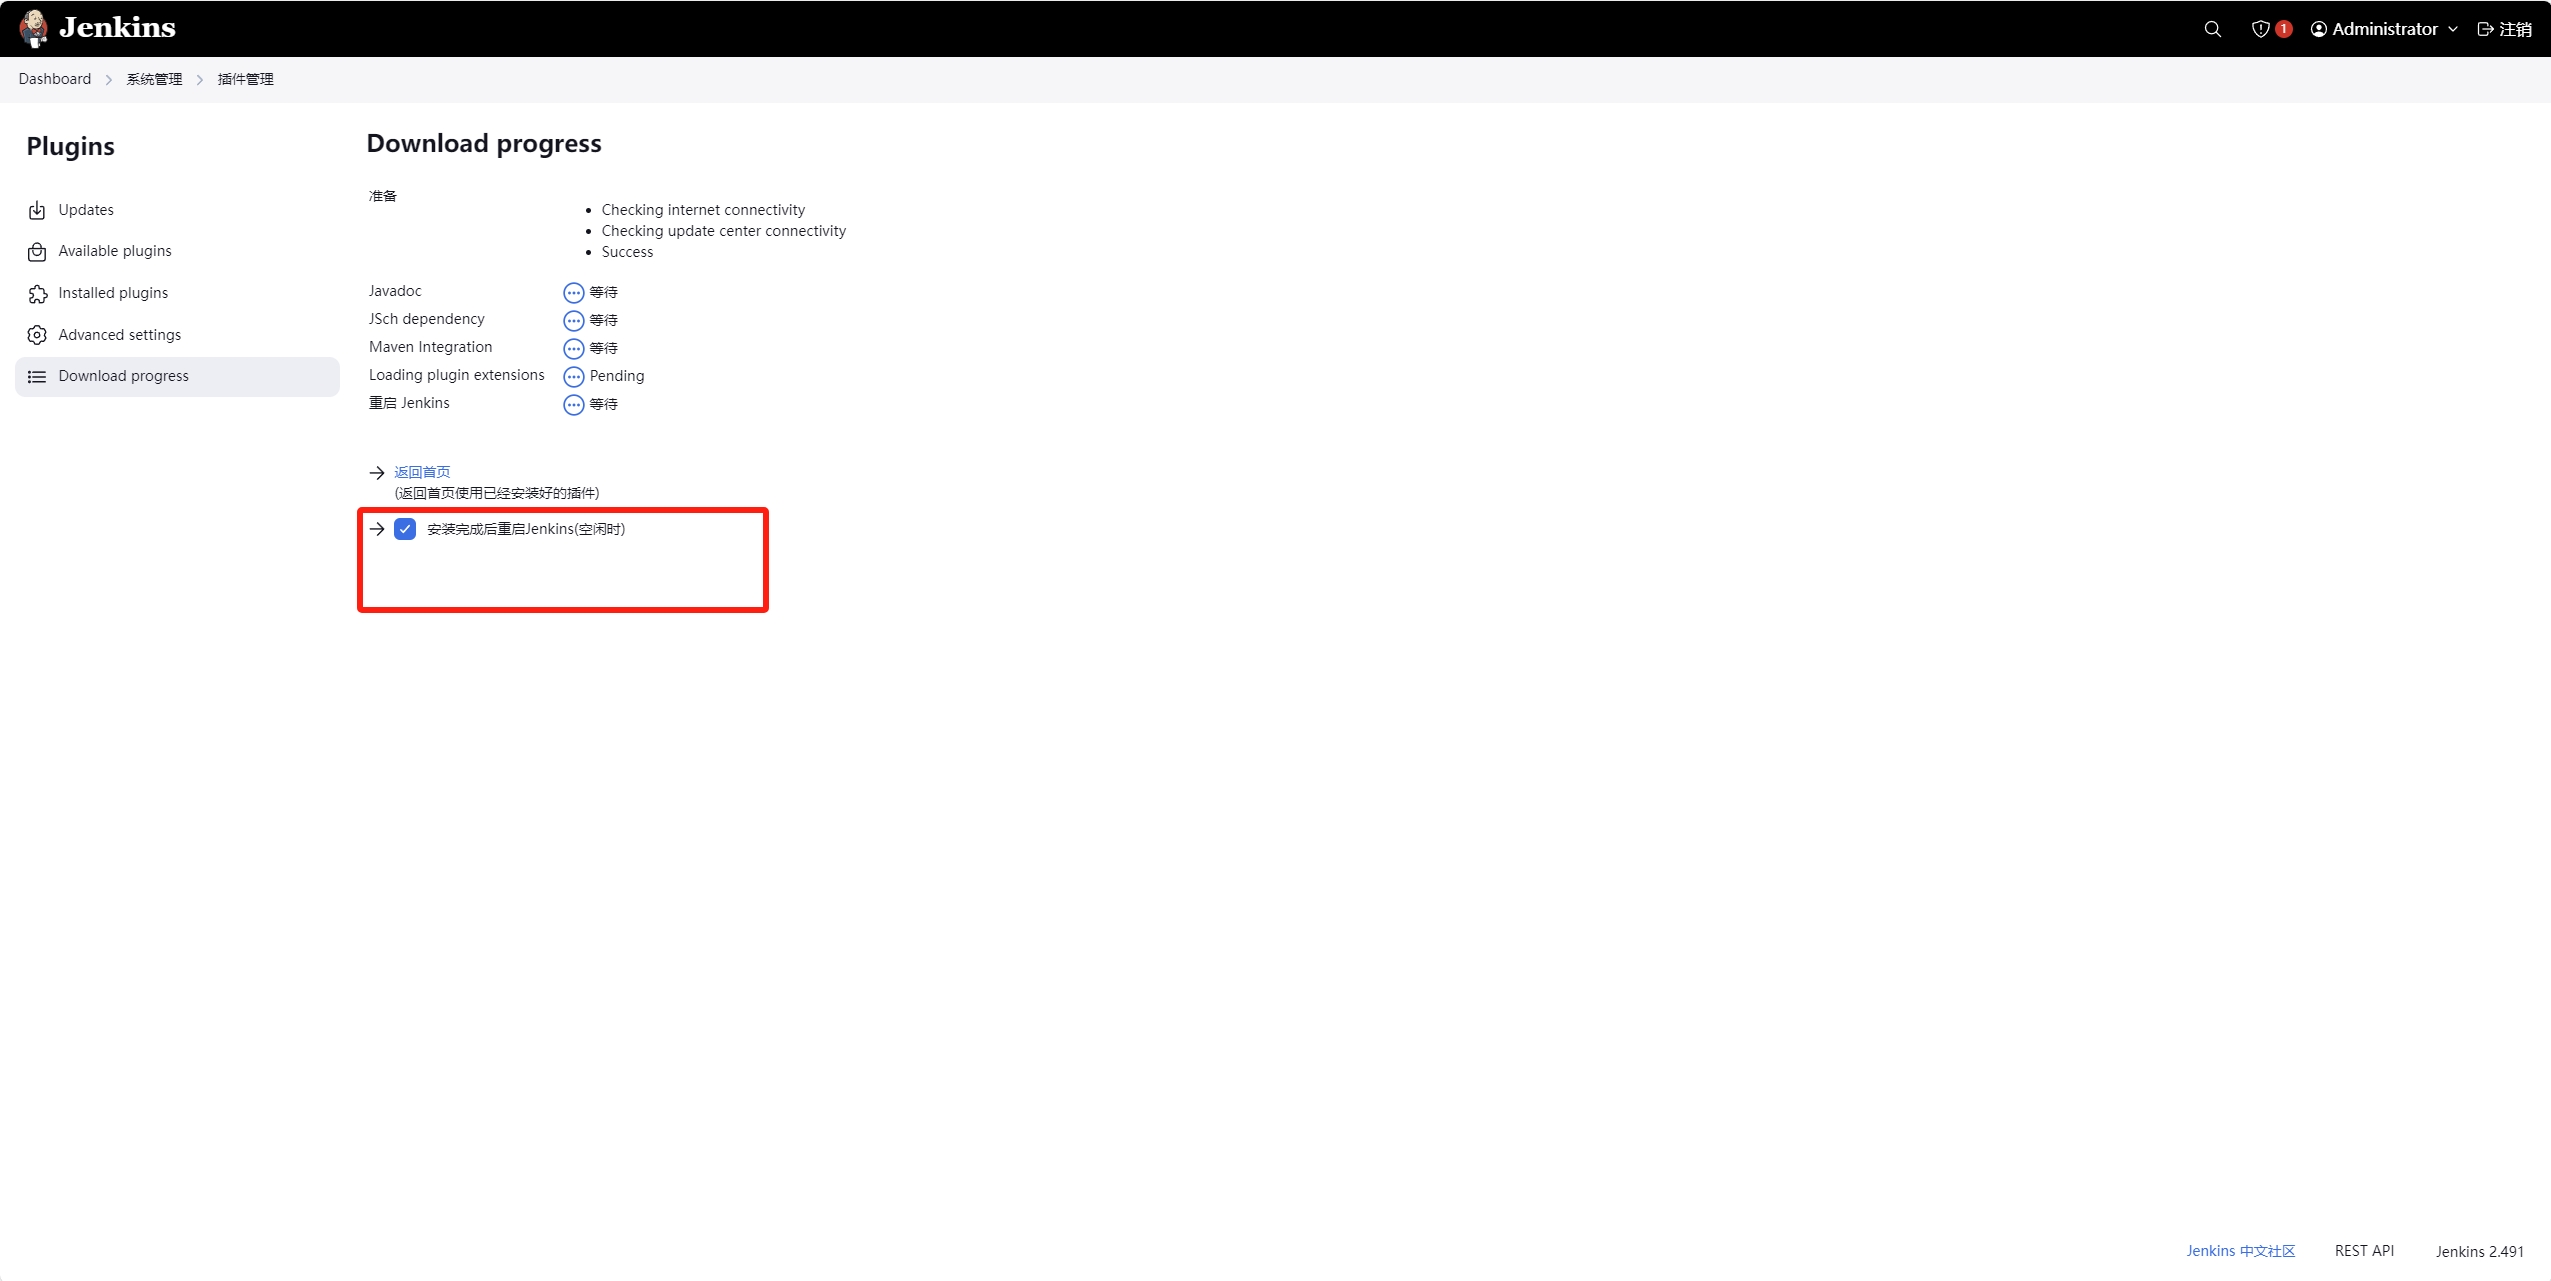 Jenkins
1
Administrator
注销
Dashboard
系统管理
插件管理
Plugins
Updates
Available plugins
Installed plugins
Advanced settings
Download progress
Download progress
准备
Checking internet connectivity
Checking update center connectivity
Success
Javadoc 等待
JSch dependency 等待
Maven Integration 等待
Loading plugin extensions Pending
重启 Jenkins 等待
返回首页
(返回首页使用已经安装好的插件)
安装完成后重启Jenkins(空闲时)
Jenkins 中文社区
REST API
Jenkins 2.491